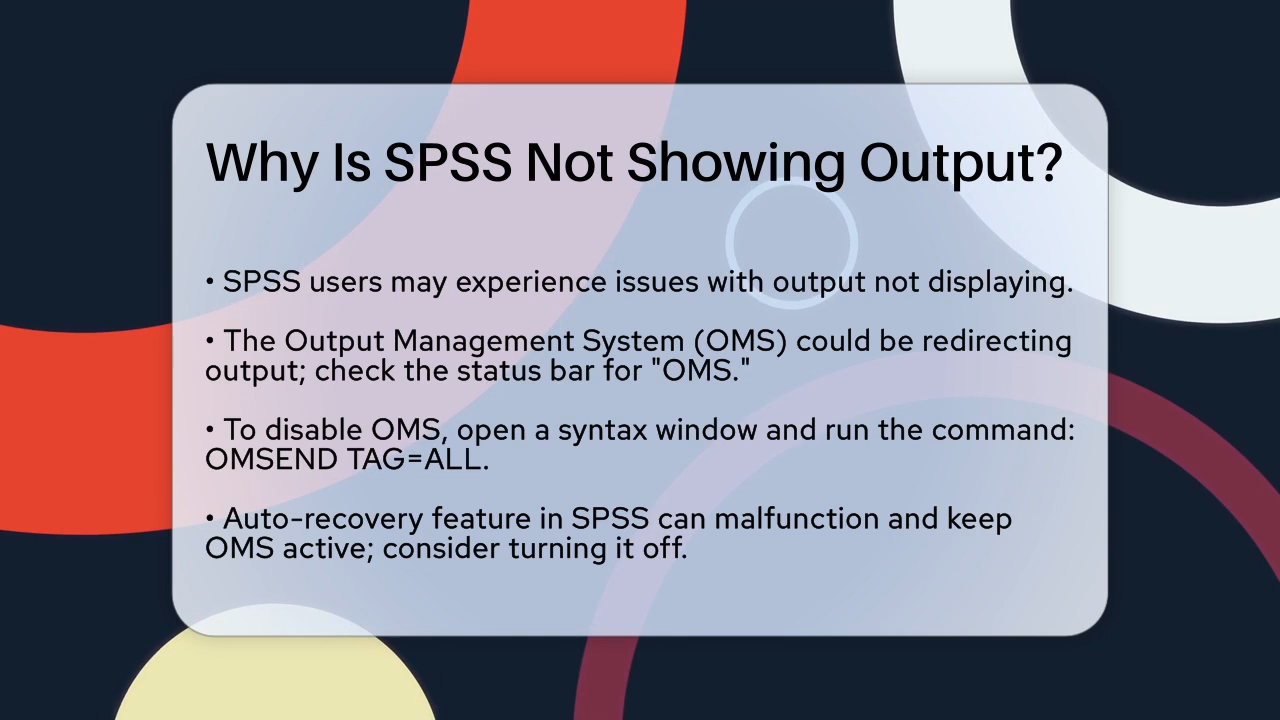 Why Is SPSS Not Showing Output?
• SPSS users may experience issues with output not displaying.
• The Output Management System (OMS) could be redirecting
output; check the status bar for "OMS."
• To disable OMS, open a syntax window and run the command:
OMSEND TAG=ALL.
• Auto-recovery feature in SPSS can malfunction and keep
OMS active; consider turning it off.